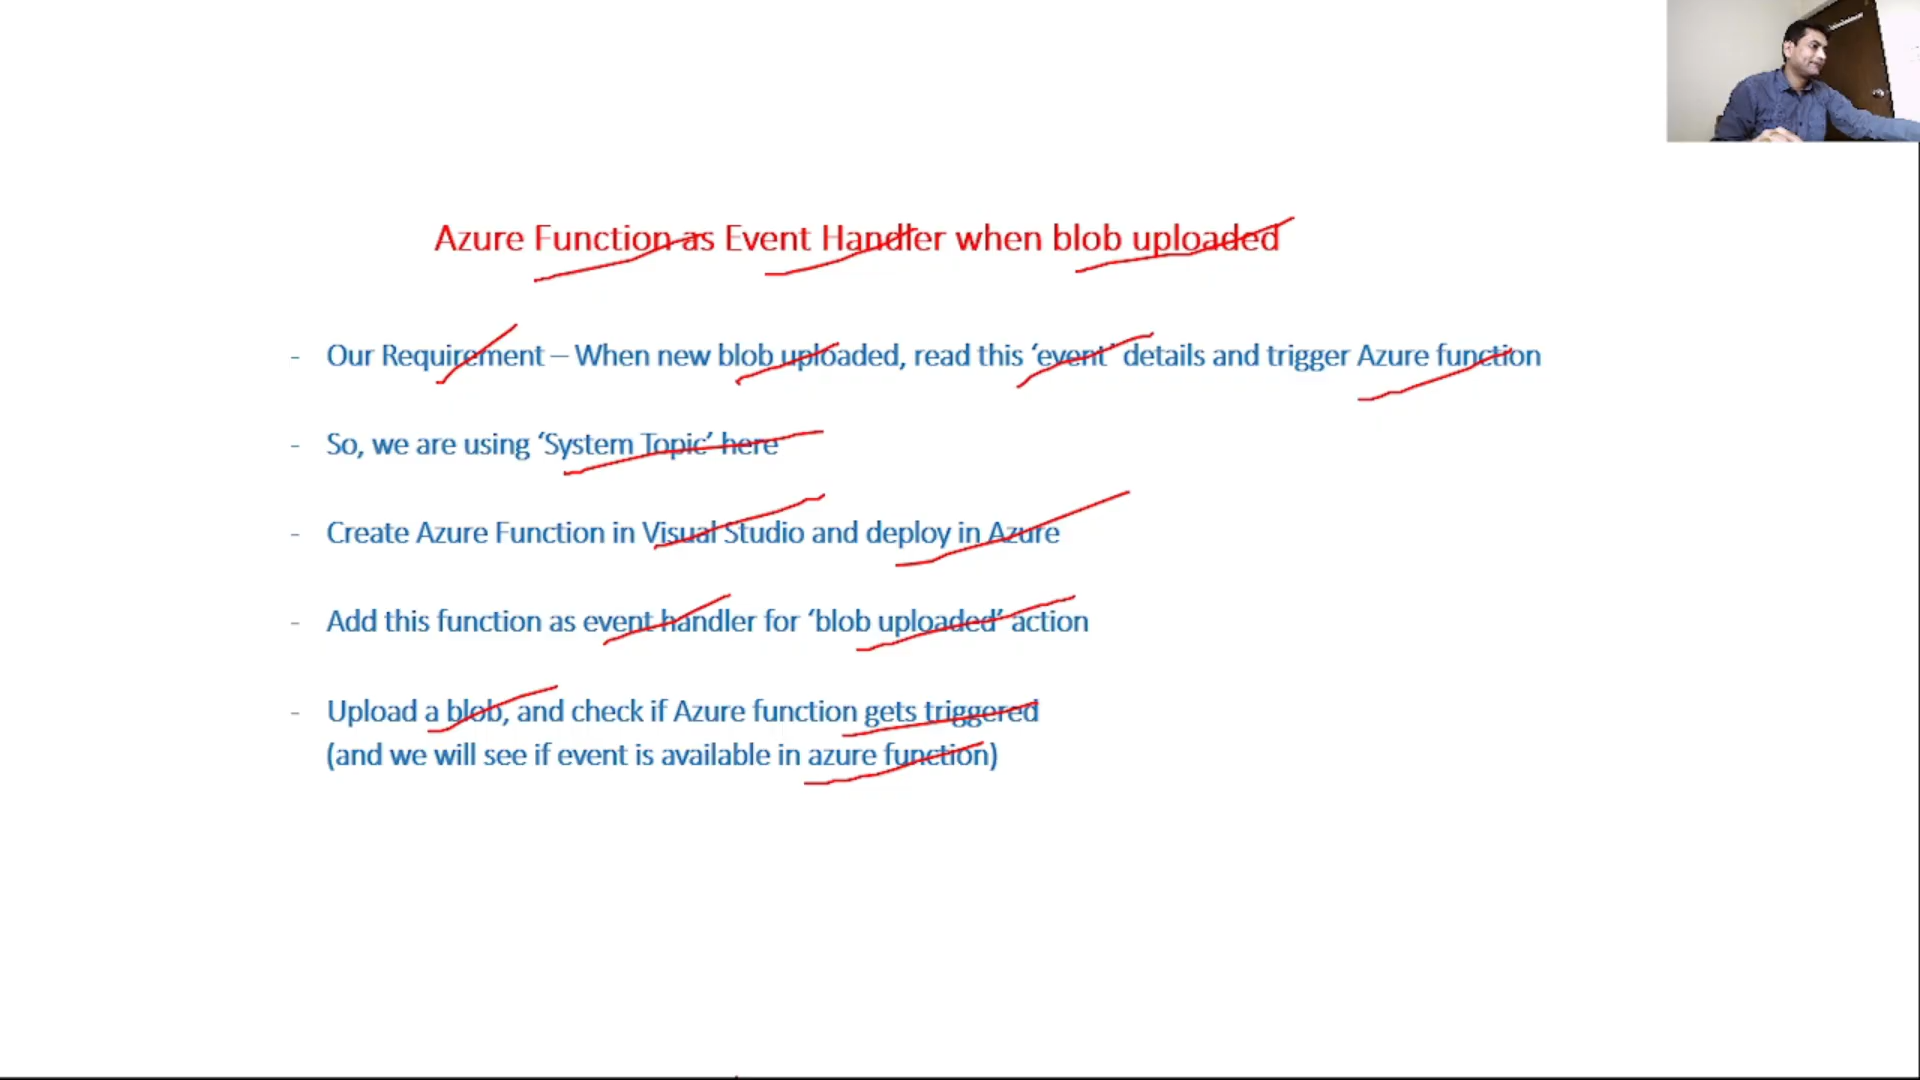 Azure Function as Event Handler when blob uploaded
- Our Requirement – When new blob uploaded, read this ‘event’ details and trigger Azure function
- So, we are using ‘System Topic’ here
- Create Azure Function in Visual Studio and deploy in Azure
- Add this function as event handler for ‘blob uploaded’ action
- Upload a blob, and check if Azure function gets triggered
(and we will see if event is available in azure function)